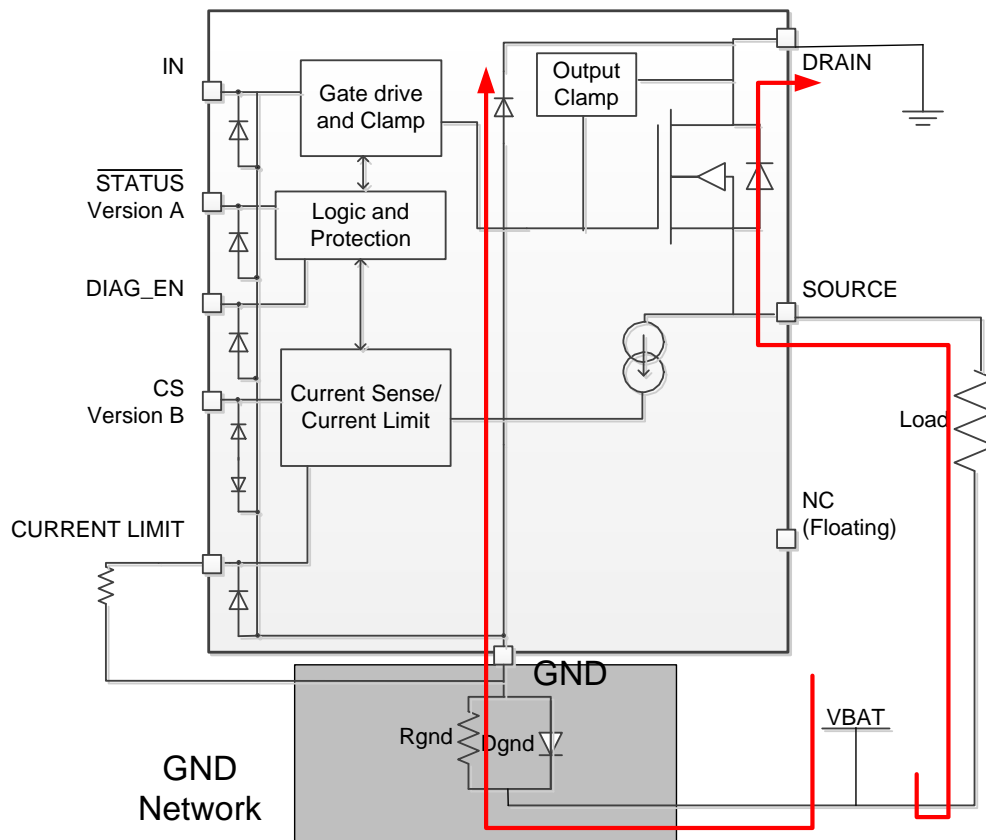 IN
STATUS
Version A
DIAG_EN
CS
Version B
CURRENT LIMIT
Gate drive
and Clamp
Logic and
Protection
Current Sense/
Current Limit
Output
Clamp
DRAIN
SOURCE
Load
NC
(Floating)
GND
Rgnd
Dgnd
VBAT
GND
Network